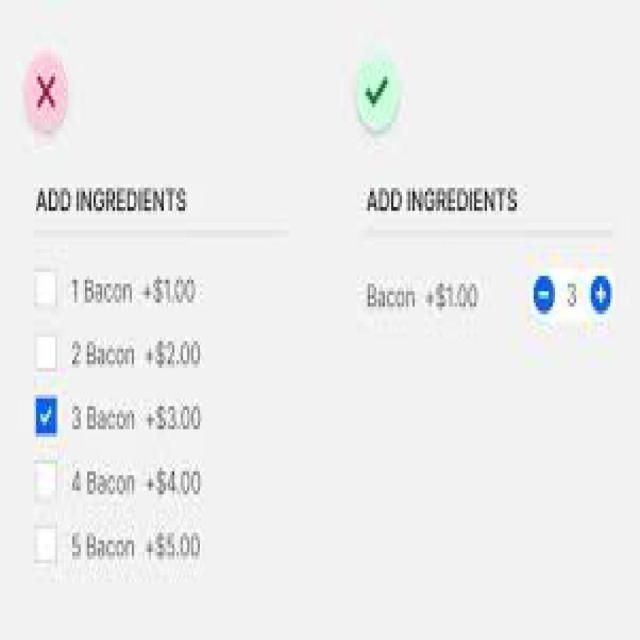 ADD INGREDIENTS
1 Bacon +$1.00
2 Bacon +$2.00
3 Bacon +$3.00
4 Bacon +$4.00
5 Bacon +$5.00
ADD INGREDIENTS
Bacon +$1.00 3